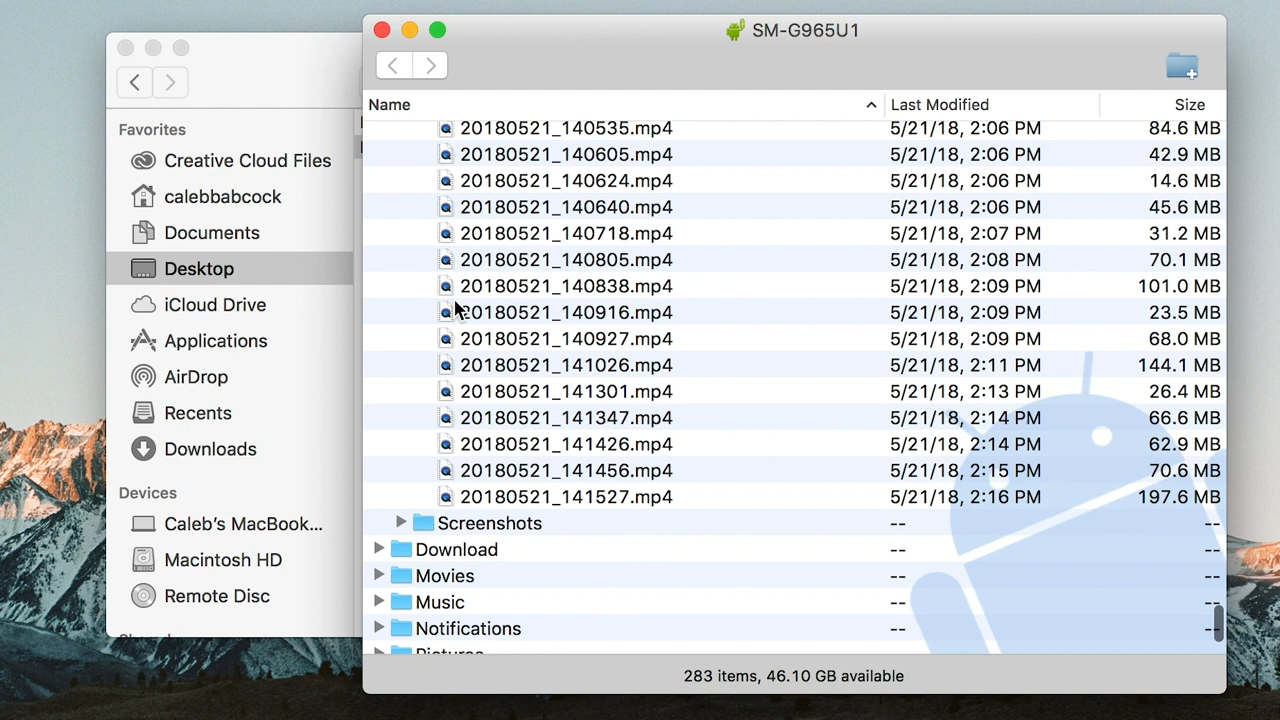 SM-G965U1
Name Last Modified Size
20180521_140535.mp4 5/21/18, 2:06 PM 84.6 MB
20180521_140605.mp4 5/21/18, 2:06 PM 42.9 MB
20180521_140624.mp4 5/21/18, 2:06 PM 14.6 MB
20180521_140640.mp4 5/21/18, 2:06 PM 45.6 MB
20180521_140718.mp4 5/21/18, 2:07 PM 31.2 MB
20180521_140805.mp4 5/21/18, 2:08 PM 70.1 MB
20180521_140838.mp4 5/21/18, 2:09 PM 101.0 MB
20180521_140916.mp4 5/21/18, 2:09 PM 23.5 MB
20180521_140927.mp4 5/21/18, 2:09 PM 68.0 MB
20180521_141026.mp4 5/21/18, 2:11 PM 144.1 MB
20180521_141301.mp4 5/21/18, 2:13 PM 26.4 MB
20180521_141347.mp4 5/21/18, 2:14 PM 66.6 MB
20180521_141426.mp4 5/21/18, 2:14 PM 62.9 MB
20180521_141456.mp4 5/21/18, 2:15 PM 70.6 MB
20180521_141527.mp4 5/21/18, 2:16 PM 197.6 MB
Screenshots -- --
Download -- --
Movies -- --
Music -- --
Notifications -- --
Pictures
283 items, 46.10 GB available
Favorites
Creative Cloud Files
calebbabcock
Documents
Desktop
iCloud Drive
Applications
AirDrop
Recents
Downloads
Devices
Caleb's MacBook...
Macintosh HD
Remote Disc